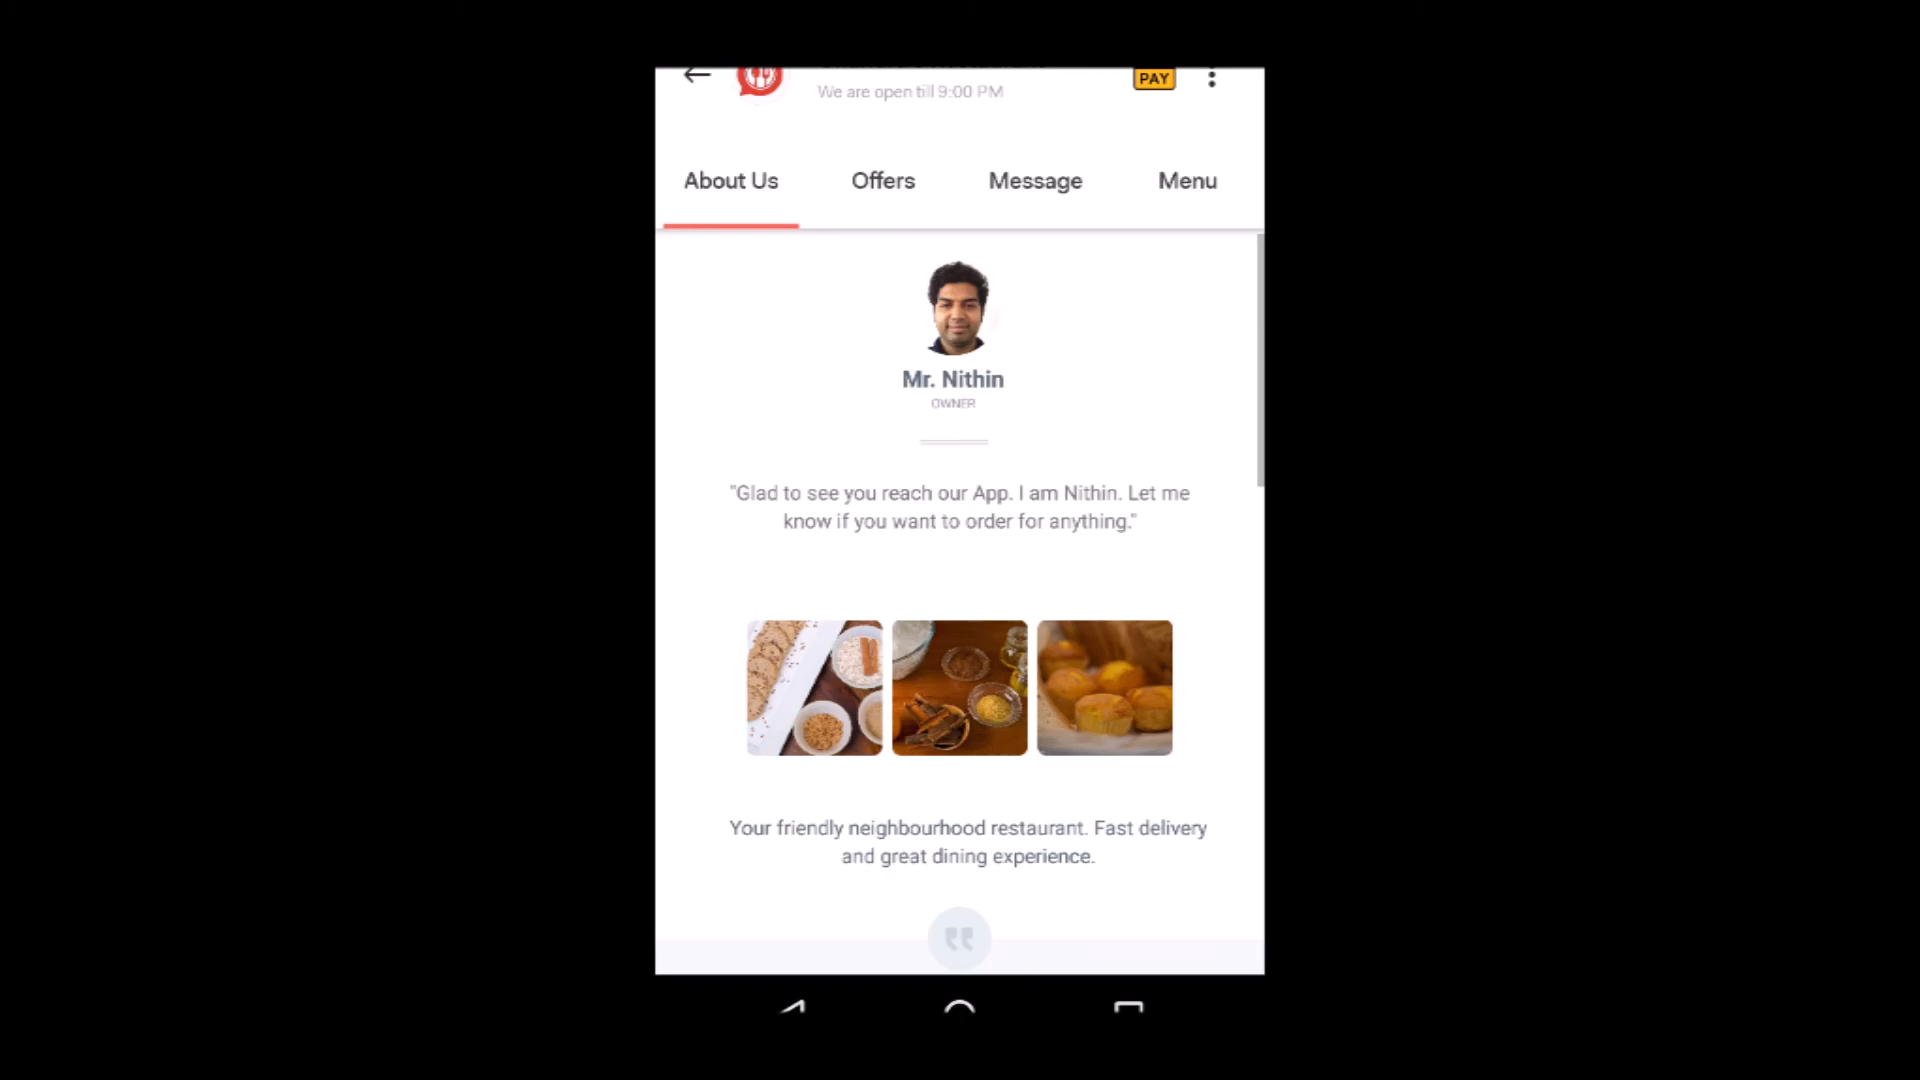 We are open till 9:00 PM
PAY
About Us
Offers
Message
Menu
Mr. Nithin
OWNER
"Glad to see you reach our App. I am Nithin. Let me
know if you want to order for anything."
Your friendly neighbourhood restaurant. Fast delivery
and great dining experience.